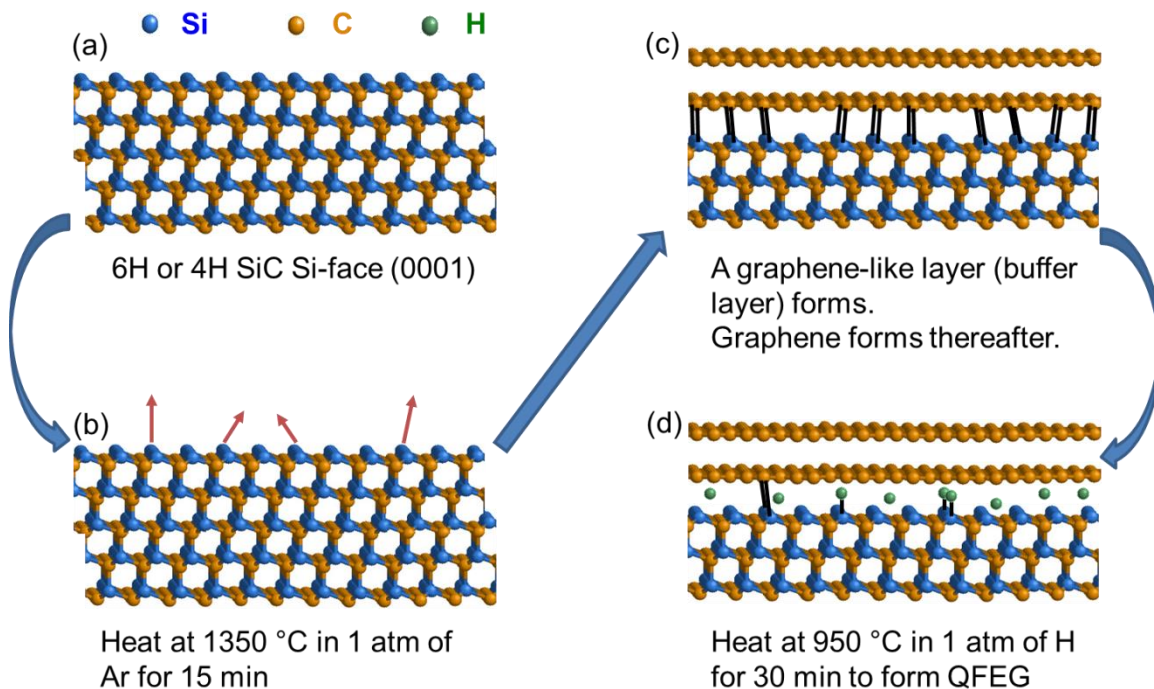 Si C H
(a)
6H or 4H SiC Si-face (0001)
(b)
Heat at 1350 °C in 1 atm of
Ar for 15 min
(c)
A graphene-like layer (buffer
layer) forms.
Graphene forms thereafter.
(d)
Heat at 950 °C in 1 atm of H
for 30 min to form QFEG